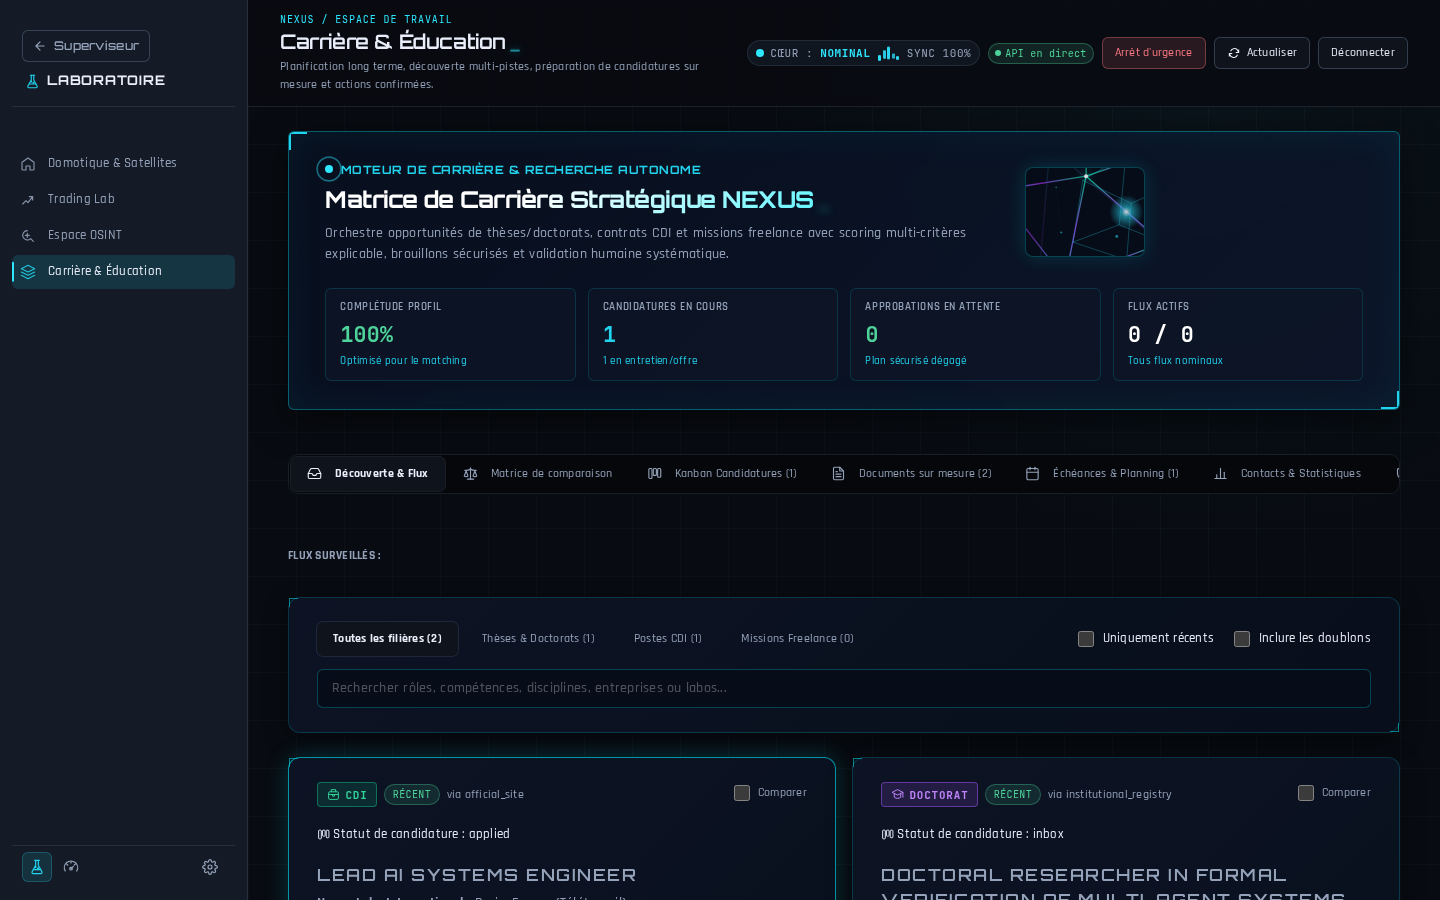 Superviseur
LABORATOIRE
Domotique & Satellites
Trading Lab
Espace OSINT
Carrière & Éducation
NEXUS / ESPACE DE TRAVAIL
Carrière & Éducation _
Planification long terme, découverte multi-pistes, préparation de candidatures sur
mesure et actions confirmées.
CŒUR : NOMINAL SYNC 100%
API en direct
Arrêt d'urgence
Actualiser
Déconnecter
MOTEUR DE CARRIÈRE & RECHERCHE AUTONOME
Matrice de Carrière Stratégique NEXUS
Orchestre opportunités de thèses/doctorats, contrats CDI et missions freelance avec scoring multi-critères
explicable, brouillons sécurisés et validation humaine systématique.
COMPLÉTUDE PROFIL
100%
Optimisé pour le matching
CANDIDATURES EN COURS
1
1 en entretien/offre
APPROBATIONS EN ATTENTE
0
Plan sécurisé dégagé
FLUX ACTIFS
0 / 0
Tous flux nominaux
Découverte & Flux
Matrice de comparaison
Kanban Candidatures (1)
Documents sur mesure (2)
Échéances & Planning (1)
Contacts & Statistiques
FLUX SURVEILLÉS :
Toutes les filières (2)
Thèses & Doctorats (1)
Postes CDI (1)
Missions Freelance (0)
Uniquement récents
Inclure les doublons
Rechercher rôles, compétences, disciplines, entreprises ou labos...
CDI RÉCENT via official_site
Comparer
Statut de candidature : applied
LEAD AI SYSTEMS ENGINEER
DOCTORAT RÉCENT via institutional_registry
Comparer
Statut de candidature : inbox
DOCTORAL RESEARCHER IN FORMAL
VERIFICATION OF MULTI-AGENT SYSTEMS